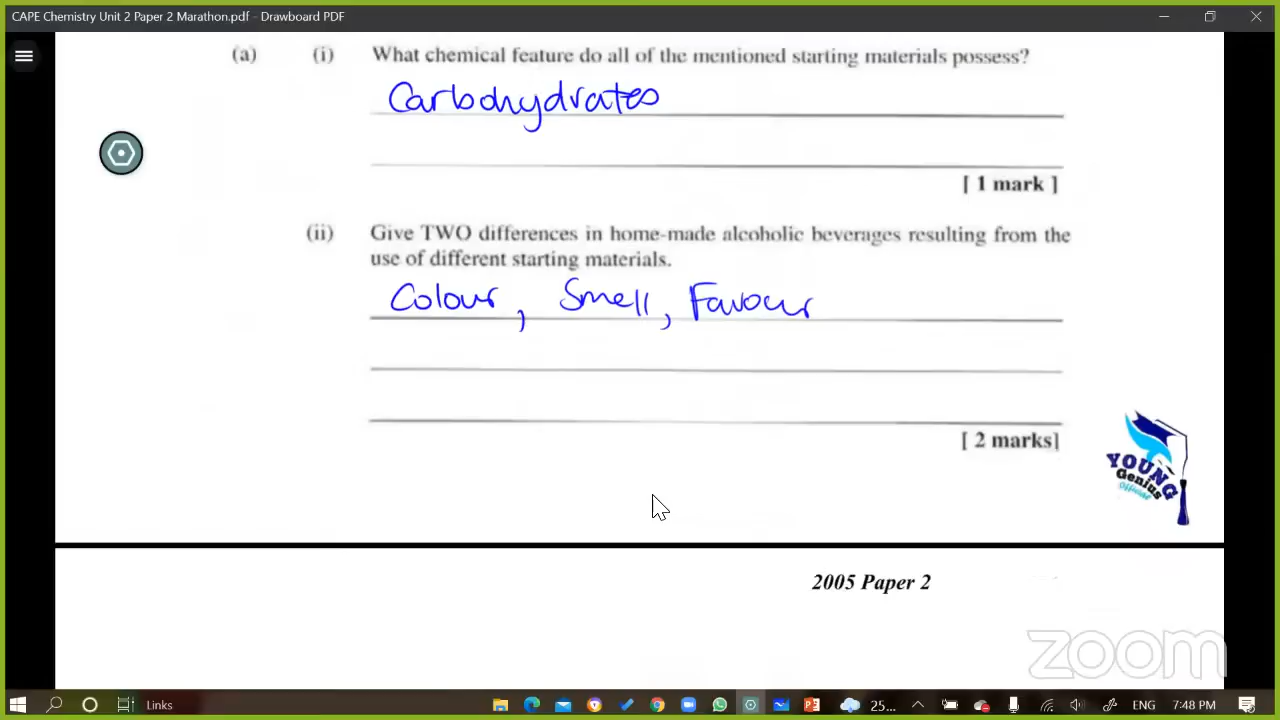 CAPE Chemistry Unit 2 Paper 2 Marathon.pdf - Drawboard PDF
(a) (i) What chemical feature do all of the mentioned starting materials possess?
Carbohydrates
[ 1 mark ]
(ii) Give TWO differences in home-made alcoholic beverages resulting from the
use of different starting materials.
Colour, Smell, Favour
[ 2 marks]
YOUNG
Genius
Official
2005 Paper 2
zoom
Links
25...
ENG
7:48 PM